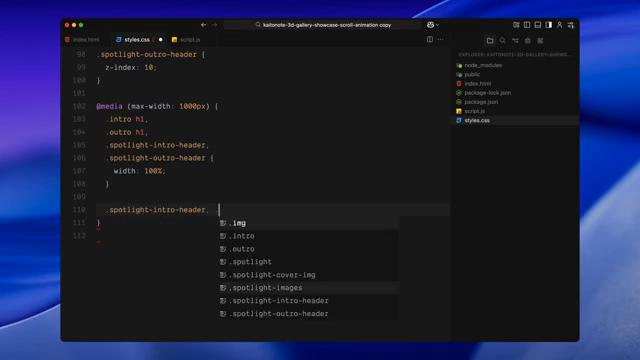 kaitonote-3d-gallery-showcase-scroll-animation copy
index.html
styles.css 2
script.js
98 .spotlight-outro-header {
99 z-index: 10;
100 }
101
102 @media (max-width: 1000px) {
103 .intro h1,
104 .outro h1,
105 .spotlight-intro-header,
106 .spotlight-outro-header {
107 width: 100%;
108 }
109
110 .spotlight-intro-header, .
111 }
112
.img
.intro
.outro
.spotlight
.spotlight-cover-img
.spotlight-images
.spotlight-intro-header
.spotlight-outro-header
EXPLORER: KAITONOTE-3D-GALLERY-SHOWC...
node_modules
public
index.html
package-lock.json
package.json
script.js
styles.css